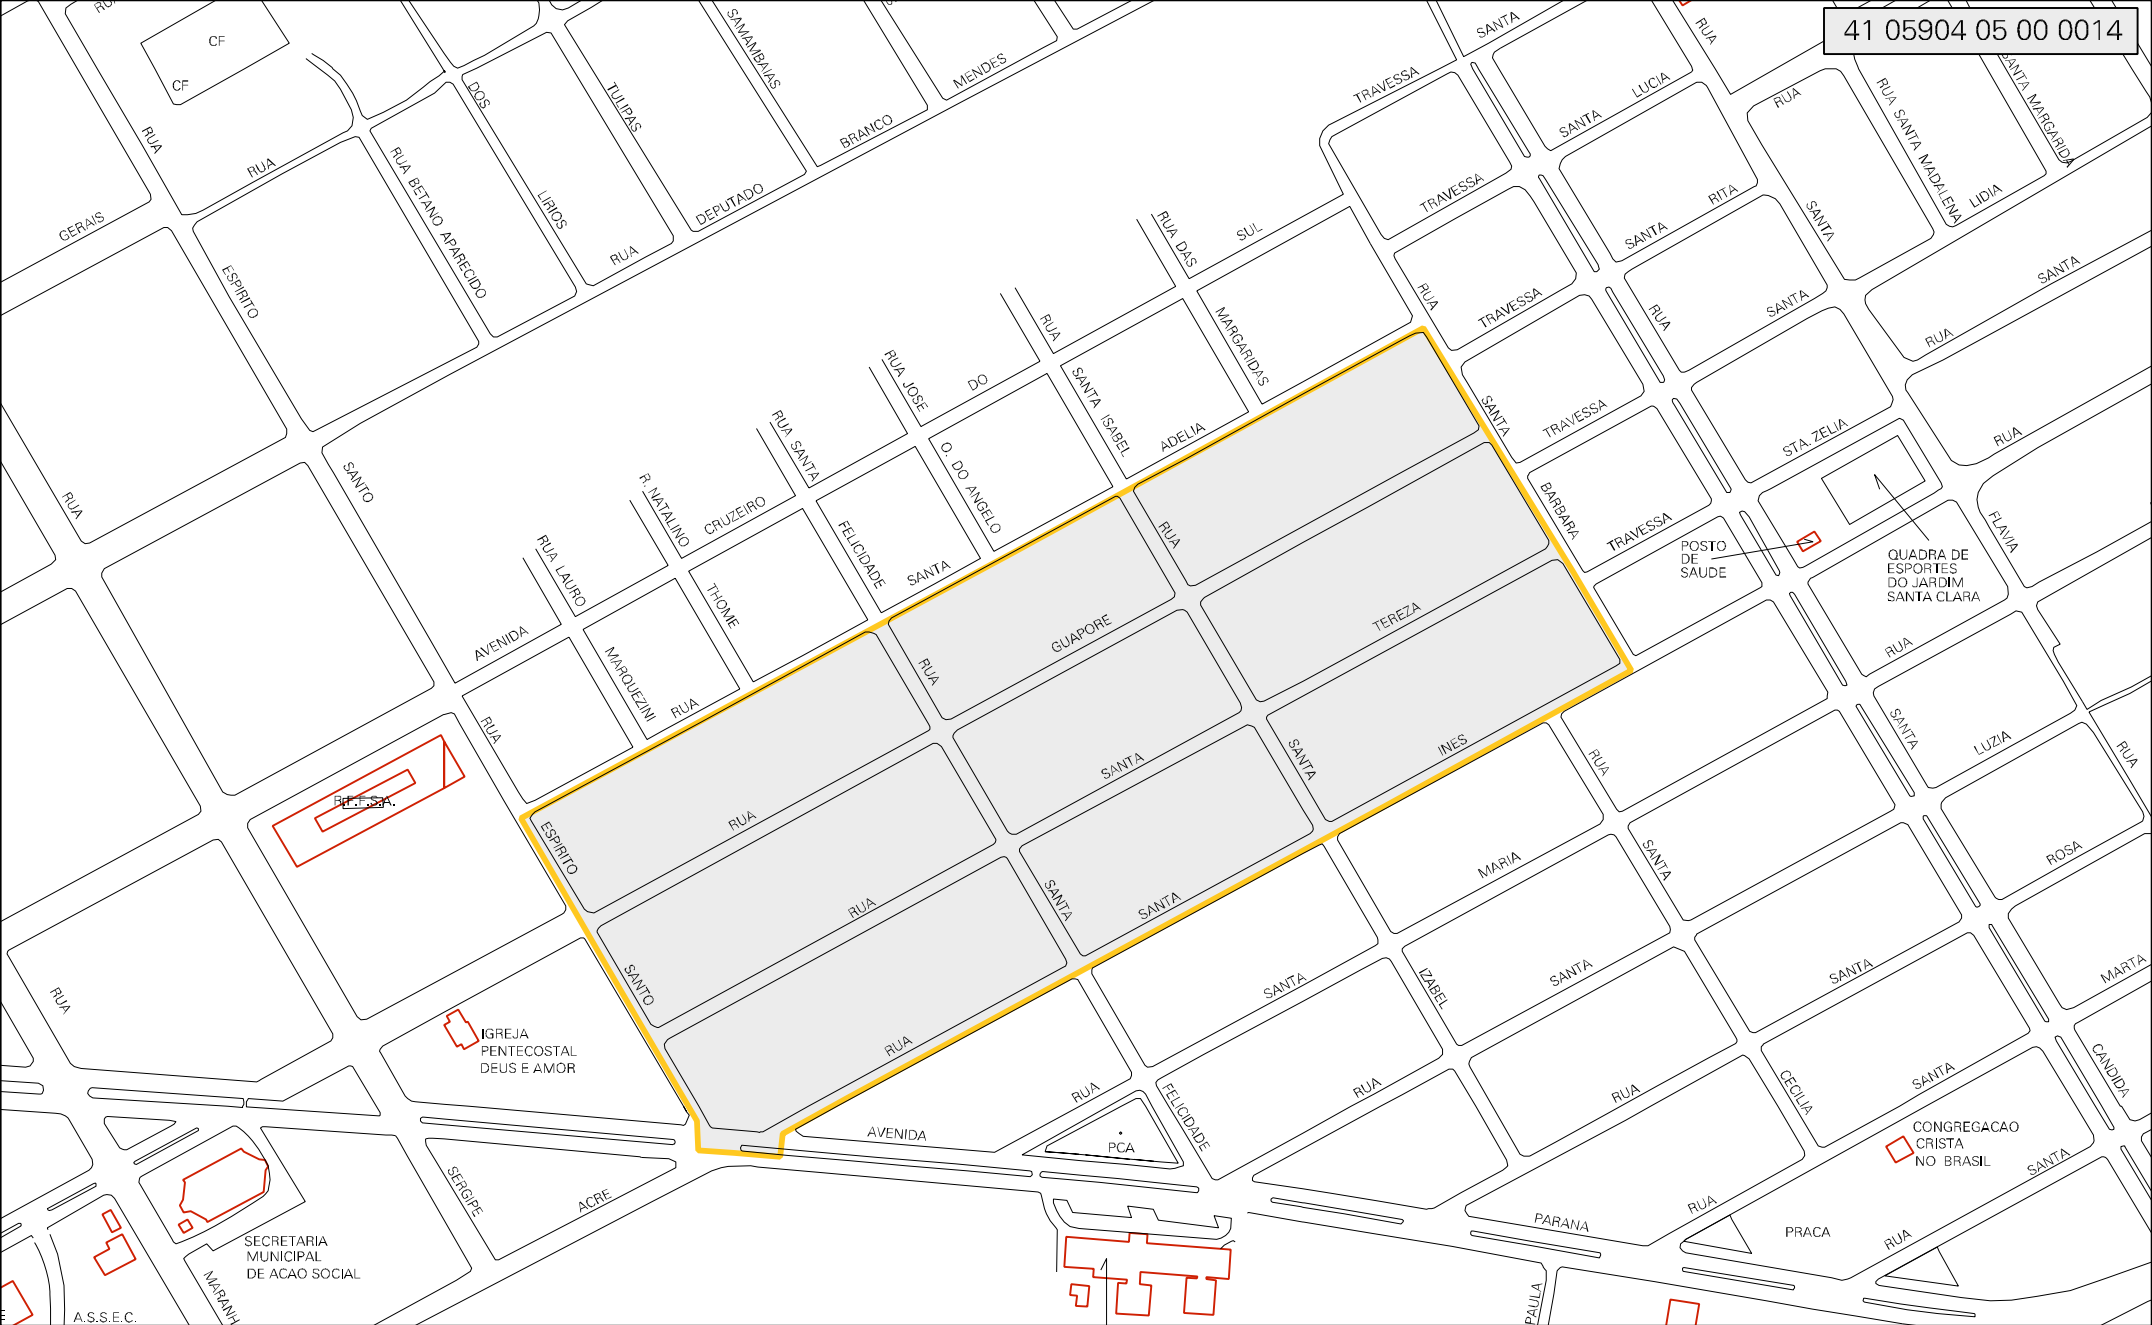 41 05904 05 00 0014
CF
CF
RUA
RUA
GERAIS
ESPIRITO
RUA BETANO APARECIDO
DOS
LIRIOS
TULIPAS
SAMAMBAIAS
RUA
DEPUTADO
BRANCO
MENDES
SANTA
RUA
TRAVESSA
SANTA
LUCIA
RUA
RUA SANTA MADALENA
SANTA MARGARIDA
LIDIA
TRAVESSA
SANTA
RITA
SANTA
RUA DAS
SUL
RUA
TRAVESSA
RUA
SANTA
SANTA
RUA
MARGARIDAS
RUA
RUA JOSE
DO
SANTA
ISABEL
ADELIA
SANTA
TRAVESSA
STA. ZELIA
RUA
RUA
SANTO
RUA SANTA
O. DO ANGELO
R. NATALINO
CRUZEIRO
FELICIDADE
SANTA
RUA
BARBARA
TRAVESSA
FLAVIA
POSTO
DE
SAUDE
QUADRA DE
ESPORTES
DO JARDIM
SANTA CLARA
RUA LAURO
THOME
AVENIDA
MARQUEZINI
RUA
RUA
RUA
GUAPORE
TEREZA
RUA
SANTA
LUZIA
RUA
SANTA
SANTA
INES
RUA
R.F.F.S.A.
ESPIRITO
RUA
RUA
SANTA
SANTA
MARIA
SANTA
ROSA
RUA
SANTO
RUA
SANTA
IZABEL
SANTA
SANTA
MARTA
IGREJA
PENTECOSTAL
DEUS E AMOR
RUA
FELICIDADE
RUA
RUA
CECILIA
SANTA
CANDIDA
AVENIDA
PCA
CONGREGACAO
CRISTA
NO BRASIL
SANTA
SERGIPE
ACRE
PARANA
RUA
PRACA
RUA
SECRETARIA
MUNICIPAL
DE ACAO SOCIAL
MARANH
A.S.S.E.C.
PAULA